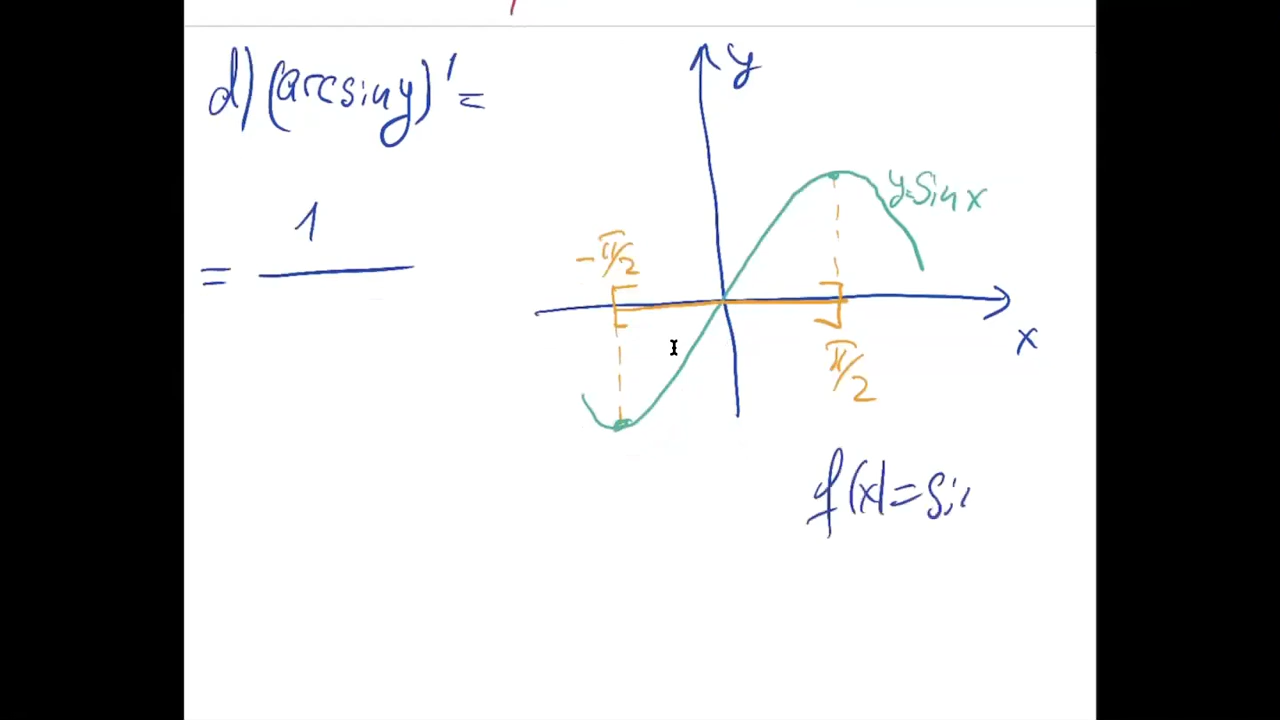 d) (arcsin y)' =
y
y=sin x
= 1
-π/2
π/2
x
f(x)=si